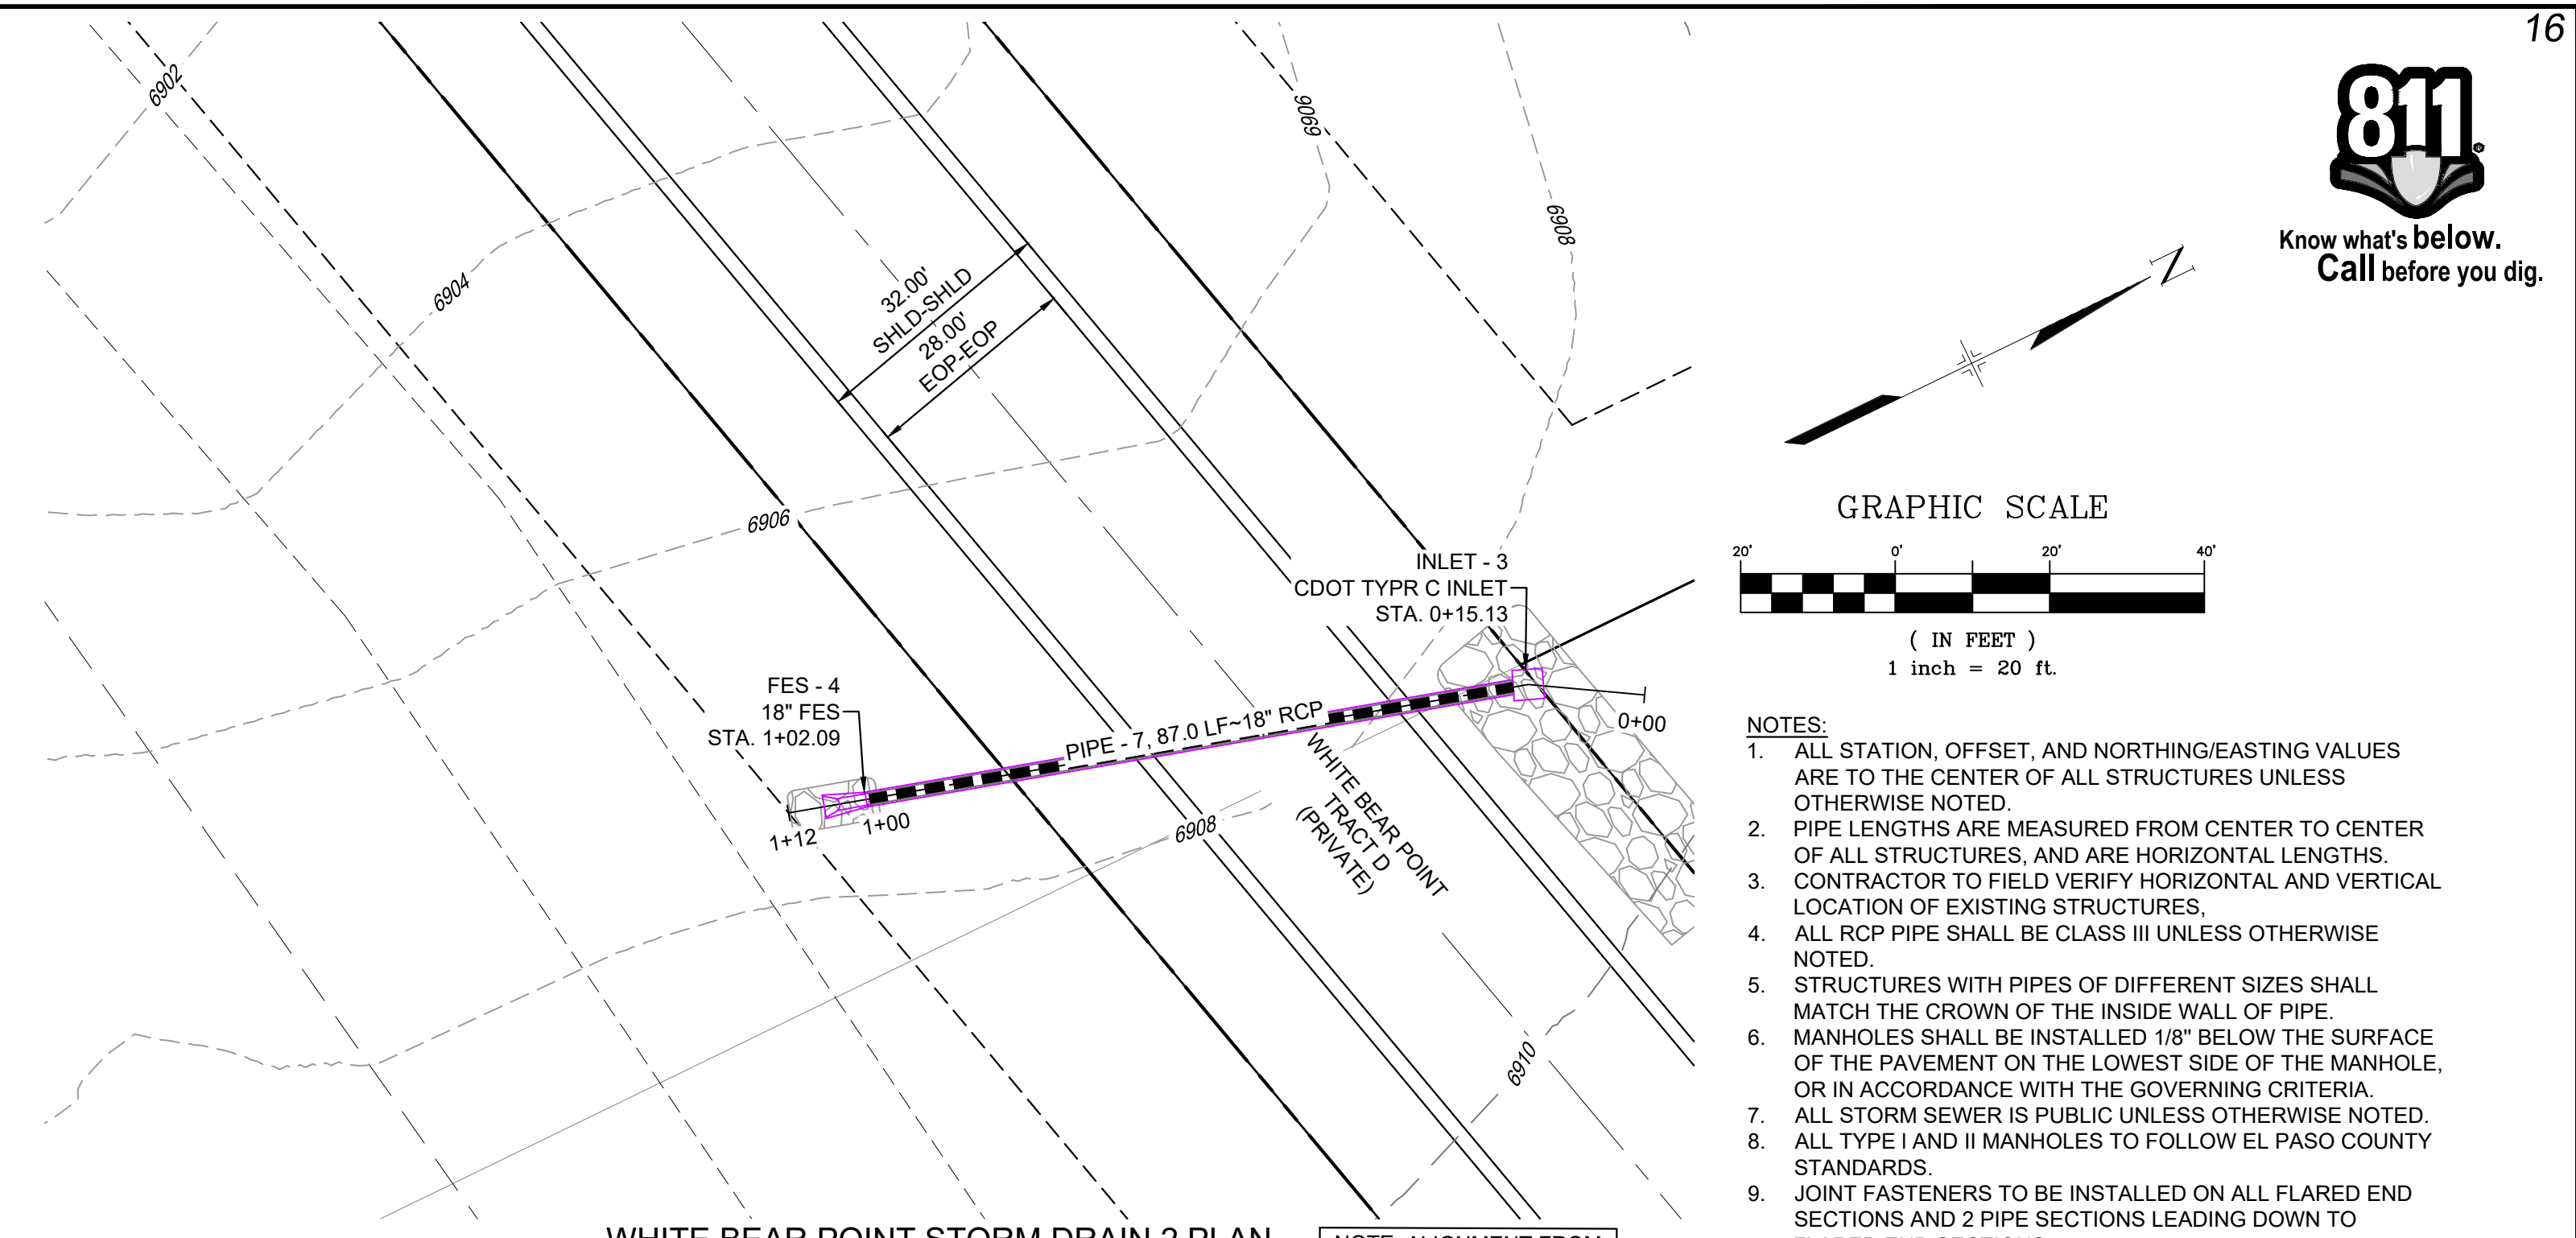 16
811
Know what's below.
Call before you dig.
N
6902
6904
6906
6906
6908
32.00'
SHLD-SHLD
28.00'
EOP-EOP
GRAPHIC SCALE
20' 0' 20' 40'
( IN FEET )
1 inch = 20 ft.
INLET - 3
CDOT TYPR C INLET
STA. 0+15.13
FES - 4
18" FES
STA. 1+02.09
PIPE - 7, 87.0 LF~18" RCP
0+00
1+12
1+00
6908
WHITE BEAR POINT
TRACT D
(PRIVATE)
6910
NOTES:
1. ALL STATION, OFFSET, AND NORTHING/EASTING VALUES
ARE TO THE CENTER OF ALL STRUCTURES UNLESS
OTHERWISE NOTED.
2. PIPE LENGTHS ARE MEASURED FROM CENTER TO CENTER
OF ALL STRUCTURES, AND ARE HORIZONTAL LENGTHS.
3. CONTRACTOR TO FIELD VERIFY HORIZONTAL AND VERTICAL
LOCATION OF EXISTING STRUCTURES,
4. ALL RCP PIPE SHALL BE CLASS III UNLESS OTHERWISE
NOTED.
5. STRUCTURES WITH PIPES OF DIFFERENT SIZES SHALL
MATCH THE CROWN OF THE INSIDE WALL OF PIPE.
6. MANHOLES SHALL BE INSTALLED 1/8" BELOW THE SURFACE
OF THE PAVEMENT ON THE LOWEST SIDE OF THE MANHOLE,
OR IN ACCORDANCE WITH THE GOVERNING CRITERIA.
7. ALL STORM SEWER IS PUBLIC UNLESS OTHERWISE NOTED.
8. ALL TYPE I AND II MANHOLES TO FOLLOW EL PASO COUNTY
STANDARDS.
9. JOINT FASTENERS TO BE INSTALLED ON ALL FLARED END
SECTIONS AND 2 PIPE SECTIONS LEADING DOWN TO
WHITE BEAR POINT STORM DRAIN 2 PLAN
NOTE: ALIGNMENT FROM